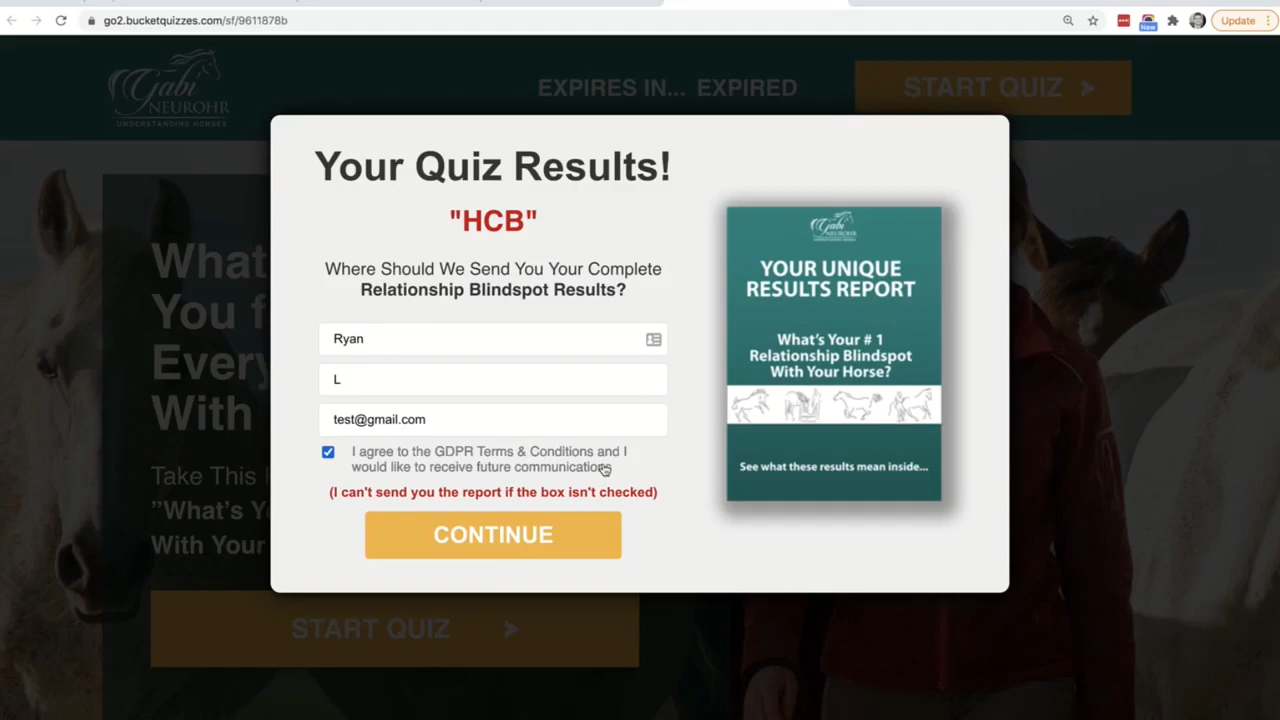 go2.bucketquizzes.com/sf/9611878b
New
Update
Gabi
NEUROHR
UNDERSTANDING HORSES
EXPIRES IN... EXPIRED
START QUIZ >
Your Quiz Results!
"HCB"
Where Should We Send You Your Complete
Relationship Blindspot Results?
Ryan
L
test@gmail.com
I agree to the GDPR Terms & Conditions and I
would like to receive future communications
(I can't send you the report if the box isn't checked)
CONTINUE
Gabi
NEUROHR
YOUR UNIQUE
RESULTS REPORT
What's Your # 1
Relationship Blindspot
With Your Horse?
See what these results mean inside...
What
You f
Every
With
Take This
"What's Y
With Your
START QUIZ >